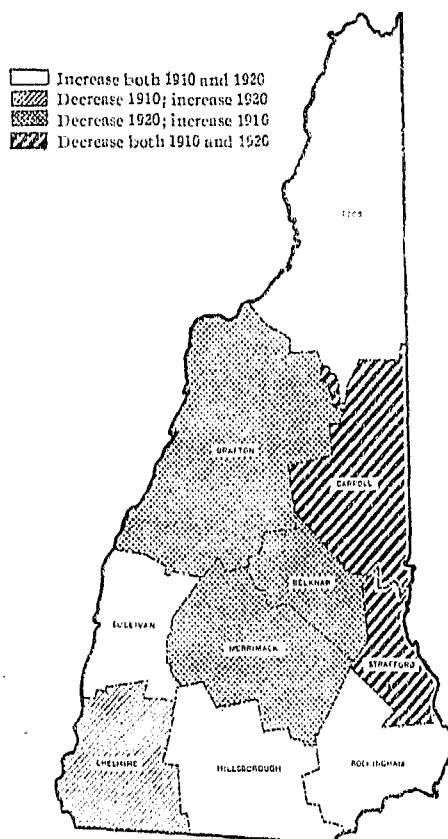 Increase both 1910 and 1920
Decrease 1910; increase 1920
Decrease 1920; increase 1910
Decrease both 1910 and 1920
COOS
GRAFTON
CARROLL
BELKNAP
SULLIVAN
MERRIMACK
STRAFFORD
CHESHIRE
HILLSBOROUGH
ROCKINGHAM